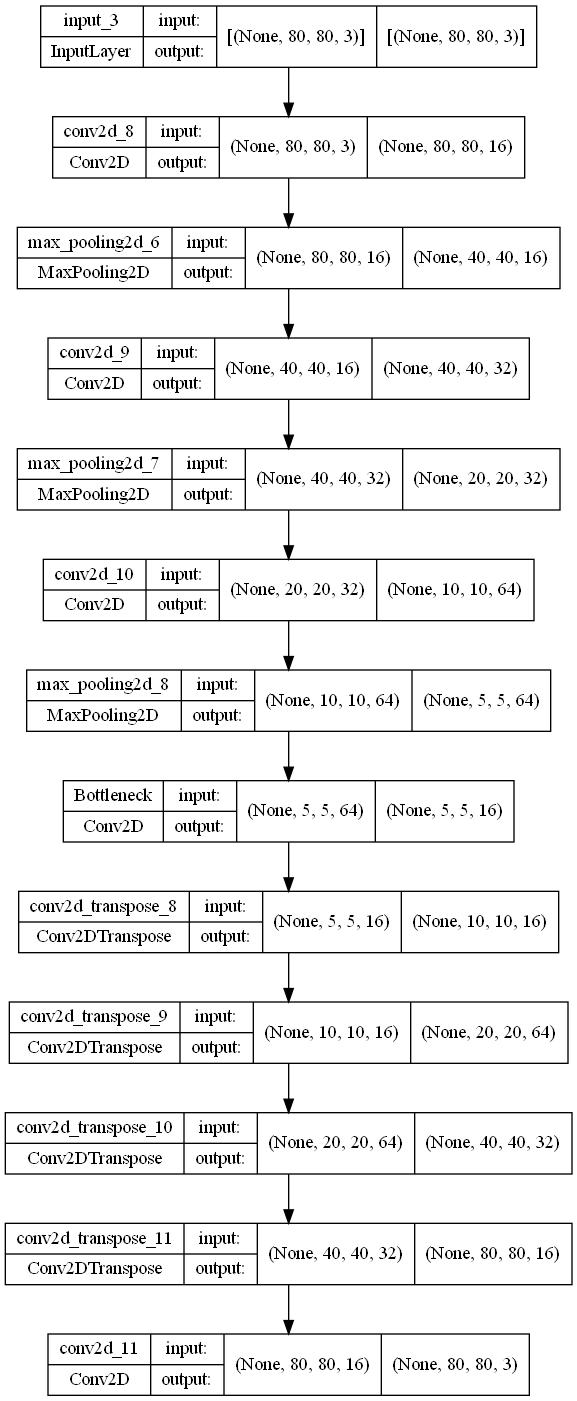 input_3 input: [(None, 80, 80, 3)] [(None, 80, 80, 3)]
InputLayer output:
conv2d_8 input: (None, 80, 80, 3) (None, 80, 80, 16)
Conv2D output:
max_pooling2d_6 input: (None, 80, 80, 16) (None, 40, 40, 16)
MaxPooling2D output:
conv2d_9 input: (None, 40, 40, 16) (None, 40, 40, 32)
Conv2D output:
max_pooling2d_7 input: (None, 40, 40, 32) (None, 20, 20, 32)
MaxPooling2D output:
conv2d_10 input: (None, 20, 20, 32) (None, 10, 10, 64)
Conv2D output:
max_pooling2d_8 input: (None, 10, 10, 64) (None, 5, 5, 64)
MaxPooling2D output:
Bottleneck input: (None, 5, 5, 64) (None, 5, 5, 16)
Conv2D output:
conv2d_transpose_8 input: (None, 5, 5, 16) (None, 10, 10, 16)
Conv2DTranspose output:
conv2d_transpose_9 input: (None, 10, 10, 16) (None, 20, 20, 64)
Conv2DTranspose output:
conv2d_transpose_10 input: (None, 20, 20, 64) (None, 40, 40, 32)
Conv2DTranspose output:
conv2d_transpose_11 input: (None, 40, 40, 32) (None, 80, 80, 16)
Conv2DTranspose output:
conv2d_11 input: (None, 80, 80, 16) (None, 80, 80, 3)
Conv2D output: